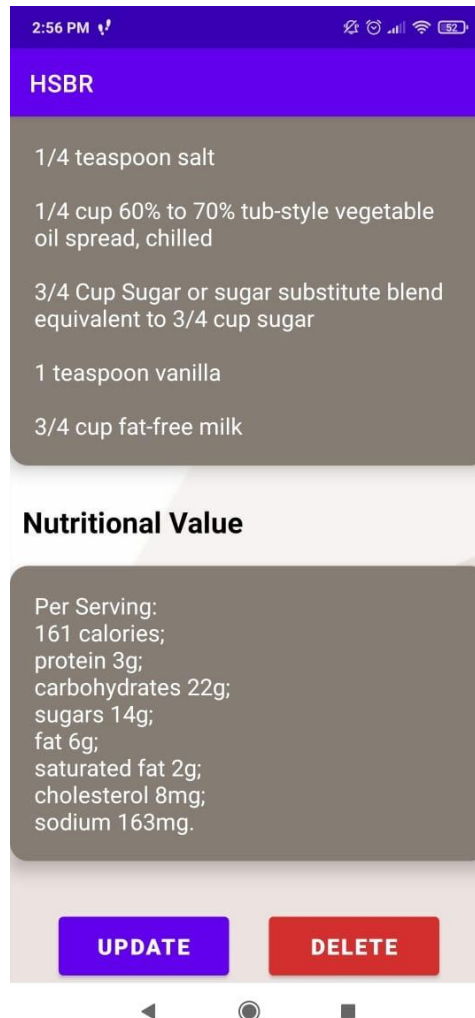 2:56 PM
52
HSBR
1/4 teaspoon salt
1/4 cup 60% to 70% tub-style vegetable
oil spread, chilled
3/4 Cup Sugar or sugar substitute blend
equivalent to 3/4 cup sugar
1 teaspoon vanilla
3/4 cup fat-free milk
Nutritional Value
Per Serving:
161 calories;
protein 3g;
carbohydrates 22g;
sugars 14g;
fat 6g;
saturated fat 2g;
cholesterol 8mg;
sodium 163mg.
UPDATE
DELETE